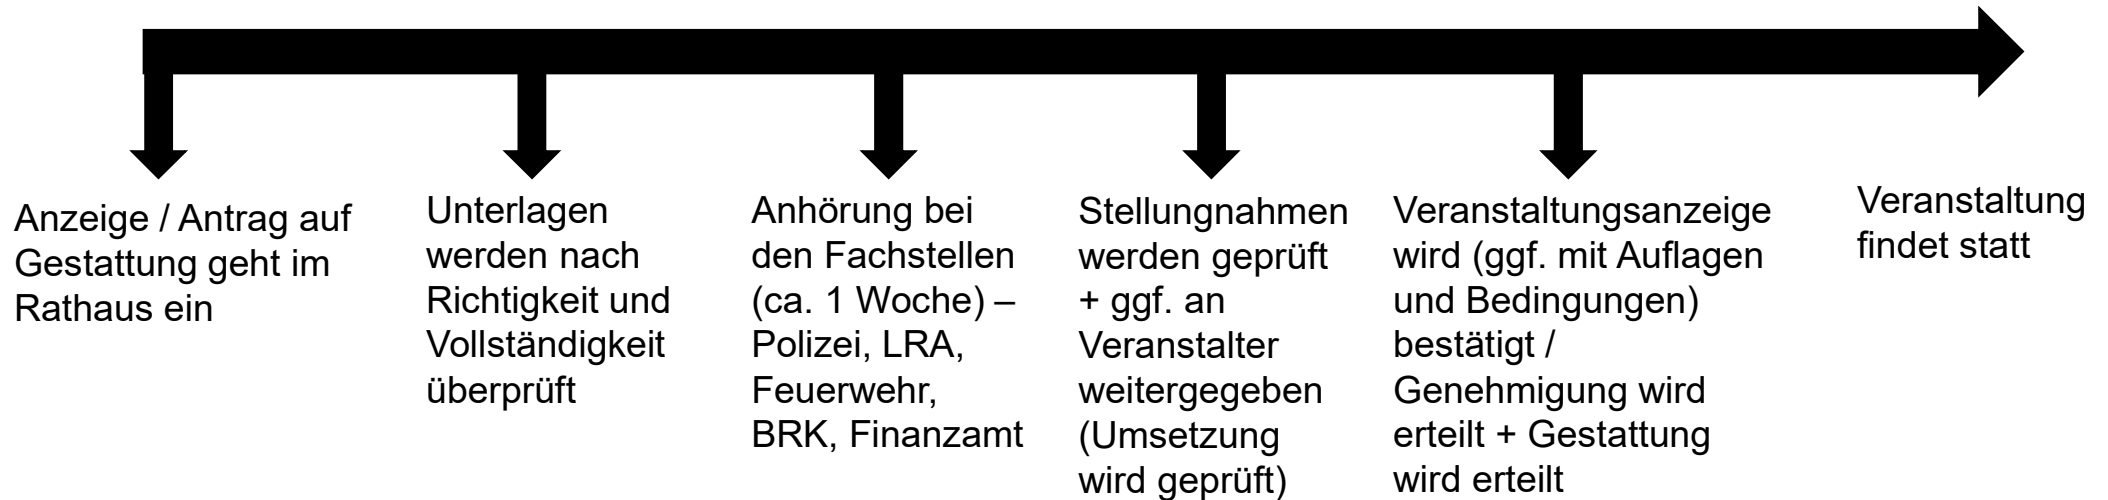 Anzeige / Antrag auf
Gestattung geht im
Rathaus ein
Unterlagen
werden nach
Richtigkeit und
Vollständigkeit
überprüft
Anhörung bei
den Fachstellen
(ca. 1 Woche) –
Polizei, LRA,
Feuerwehr,
BRK, Finanzamt
Stellungnahmen
werden geprüft
+ ggf. an
Veranstalter
weitergegeben
(Umsetzung
wird geprüft)
Veranstaltungsanzeige
wird (ggf. mit Auflagen
und Bedingungen)
bestätigt /
Genehmigung wird
erteilt + Gestattung
wird erteilt
Veranstaltung
findet statt